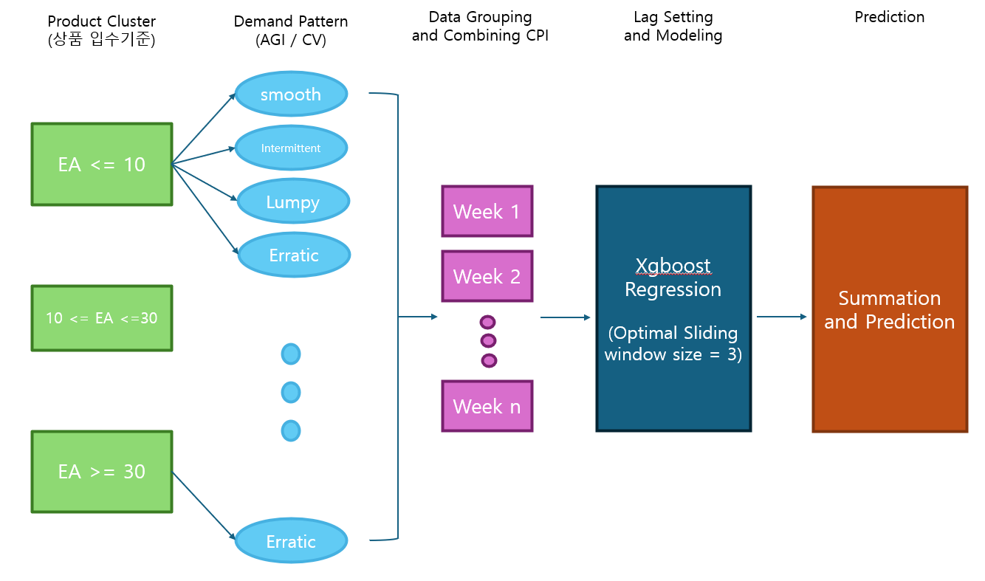 Product Cluster
(상품 입수기준)
Demand Pattern
(AGI / CV)
Data Grouping
and Combining CPI
Lag Setting
and Modeling
Prediction
EA <= 10
10 <= EA <=30
EA >= 30
smooth
Intermittent
Lumpy
Erratic
Erratic
Week 1
Week 2
Week n
Xgboost
Regression
(Optimal Sliding
window size = 3)
Summation
and Prediction